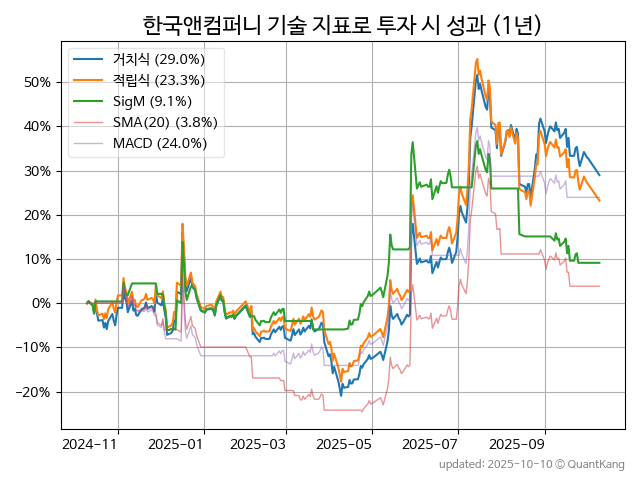 한국앤컴퍼니 기술 지표로 투자 시 성과 (1년)
거치식 (29.0%)
적립식 (23.3%)
SigM (9.1%)
SMA(20) (3.8%)
MACD (24.0%)
50%
40%
30%
20%
10%
0%
−10%
−20%
2024-11
2025-01
2025-03
2025-05
2025-07
2025-09
updated: 2025-10-10 © QuantKang